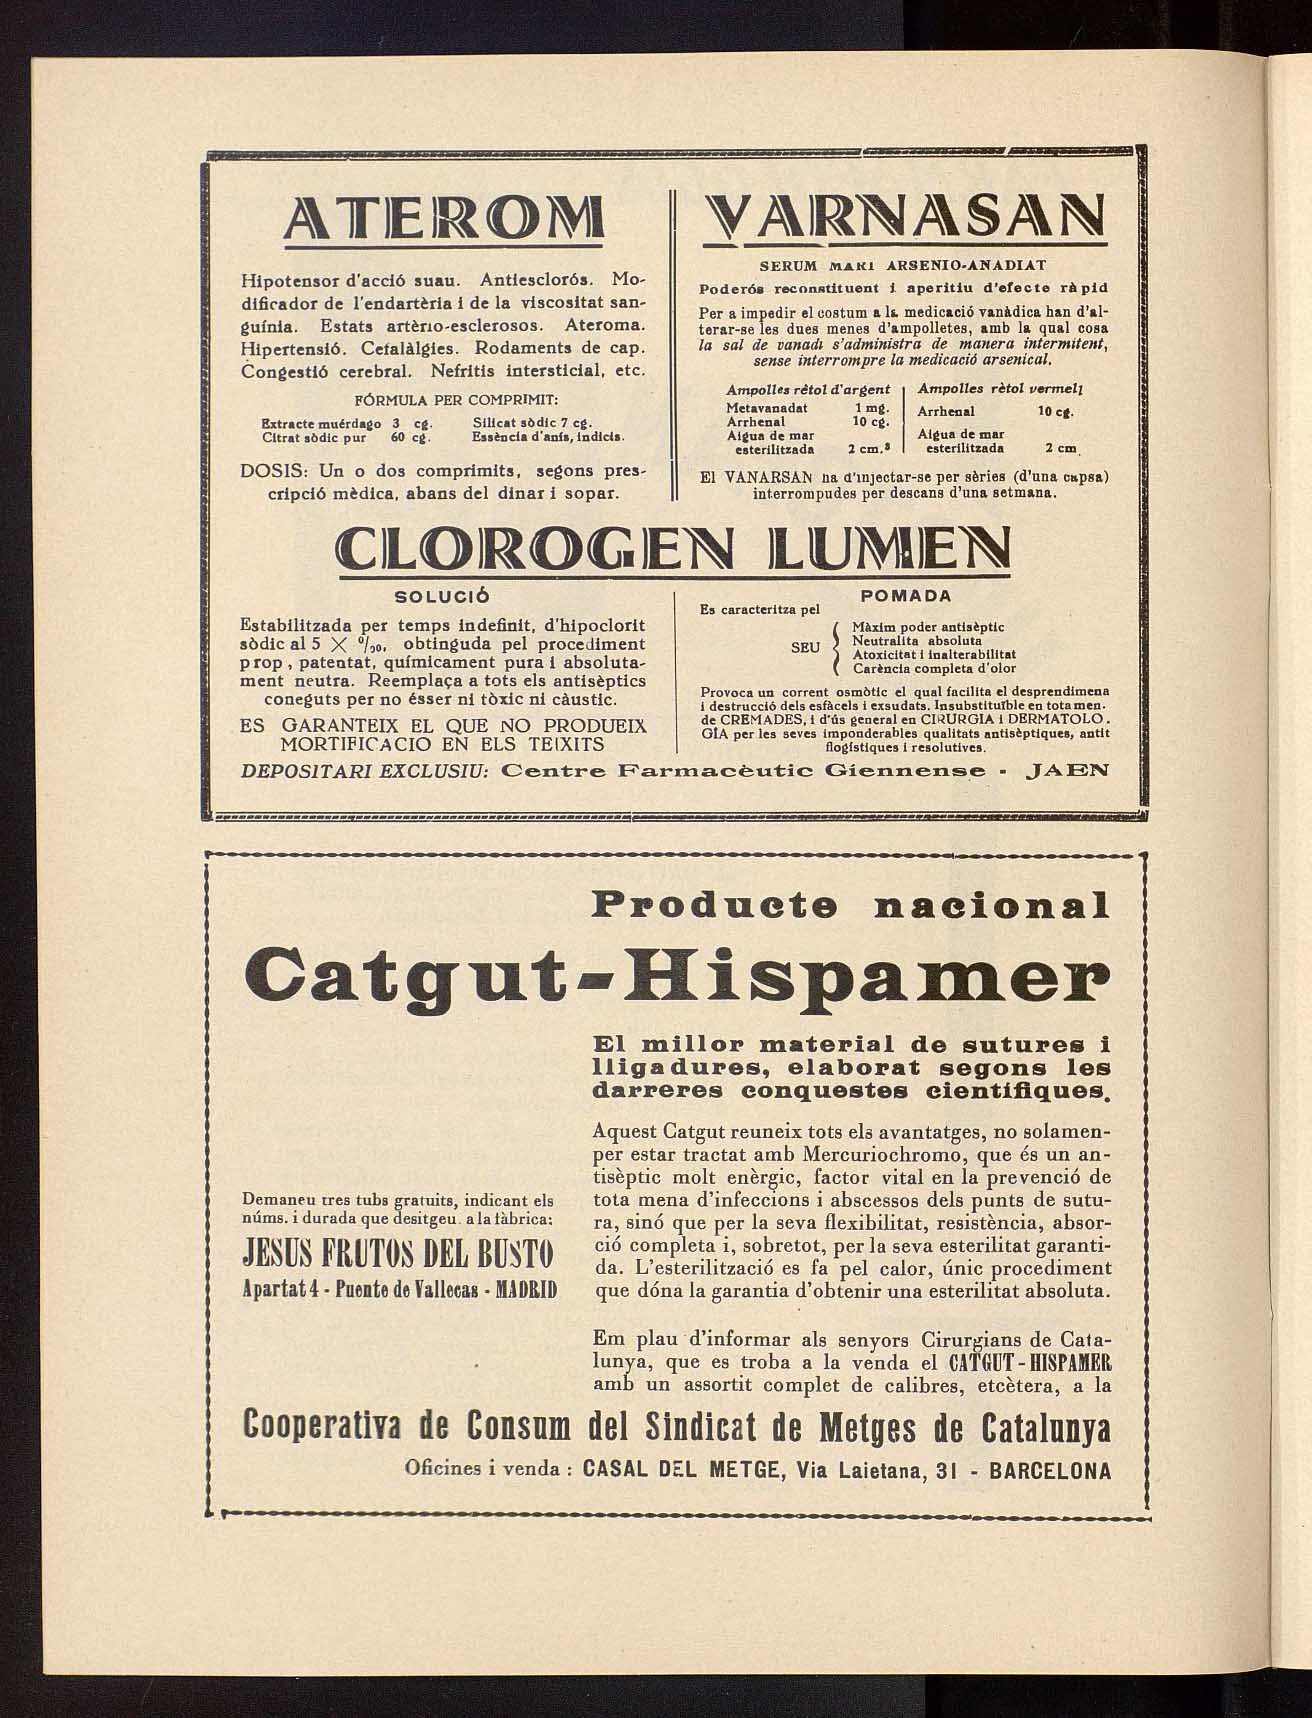 ATEROM
Hipotensor d'acció suau. Antiesclorós. Mo-
dificador de l'endartèria i de la viscositat san-
guínia. Estats artèrio-esclerosos. Ateroma.
Hipertensió. Cefalàlgies. Rodaments de cap.
Congestió cerebral. Nefritis intersticial, etc.
FÓRMULA PER COMPRIMIT:
Extracte muérdago 3 cg. Silicat sòdic 7 cg.
Citrat sòdic pur 60 cg. Essència d'anís, indicis.
DOSIS: Un o dos comprimits, segons pres-
cripció mèdica, abans del dinar i sopar.
VARNASAN
SERUM MARI ARSENIO-ANADIAT
Poderós reconstituent i aperitiu d'efecte ràpid
Per a impedir el costum a la medicació vanàdica han d'al-
terar-se les dues menes d'ampolletes, amb la qual cosa
la sal de vanadi s'administra de manera intermitent,
sense interrompre la medicació arsenical.
Ampolles rètol d'argent
Metavanadat 1 mg.
Arrhenal 10 cg.
Aigua de mar
esterilitzada 2 cm.³
Ampolles rètol vermell
Arrhenal 10 cg.
Aigua de mar
esterilitzada 2 cm.
El VANARSAN ha d'injectar-se per sèries (d'una capsa)
interrompudes per descans d'una setmana.
CLOROGEN LUMEN
SOLUCIÓ
Estabilitzada per temps indefinit, d'hipoclorit
sòdic al 5 X º/₀₀, obtinguda pel procediment
prop , patentat, químicament pura i absoluta-
ment neutra. Reemplaça a tots els antisèptics
coneguts per no ésser ni tòxic ni càustic.
ES GARANTEIX EL QUE NO PRODUEIX
MORTIFICACIO EN ELS TEIXITS
POMADA
Es caracteritza pel
SEU
Màxim poder antisèptic
Neutralita absoluta
Atoxicitat i inalterabilitat
Carència completa d'olor
Provoca un corrent osmòtic el qual facilita el desprendimena
i destrucció dels esfàcels i exsudats. Insubstituïble en tota men.
de CREMADES, i d'ús general en CIRURGIA i DERMATOLO.
GIA per les seves imponderables qualitats antisèptiques, antit
flogístiques i resolutives.
DEPOSITARI EXCLUSIU: Centre Farmacèutic Giennense - JAEN
Producte nacional
Catgut-Hispamer
El millor material de sutures i
lligadures, elaborat segons les
darreres conquestes científiques.
Aquest Catgut reuneix tots els avantatges, no solamen-
per estar tractat amb Mercuriochromo, que és un an-
tisèptic molt enèrgic, factor vital en la prevenció de
tota mena d'infeccions i abscessos dels punts de sutu-
ra, sinó que per la seva flexibilitat, resistència, absor-
ció completa i, sobretot, per la seva esterilitat garanti-
da. L'esterilització es fa pel calor, únic procediment
que dóna la garantia d'obtenir una esterilitat absoluta.
Demaneu tres tubs gratuits, indicant els
núms. i durada que desitgeu. a la fàbrica:
JESUS FRUTOS DEL BUSTO
Apartat 4 - Puente de Vallecas - MADRID
Em plau d'informar als senyors Cirurgians de Cata-
lunya, que es troba a la venda el CATGUT-HISPAMER
amb un assortit complet de calibres, etcètera, a la
Cooperativa de Consum del Sindicat de Metges de Catalunya
Oficines i venda : CASAL DEL METGE, Via Laietana, 31 - BARCELONA